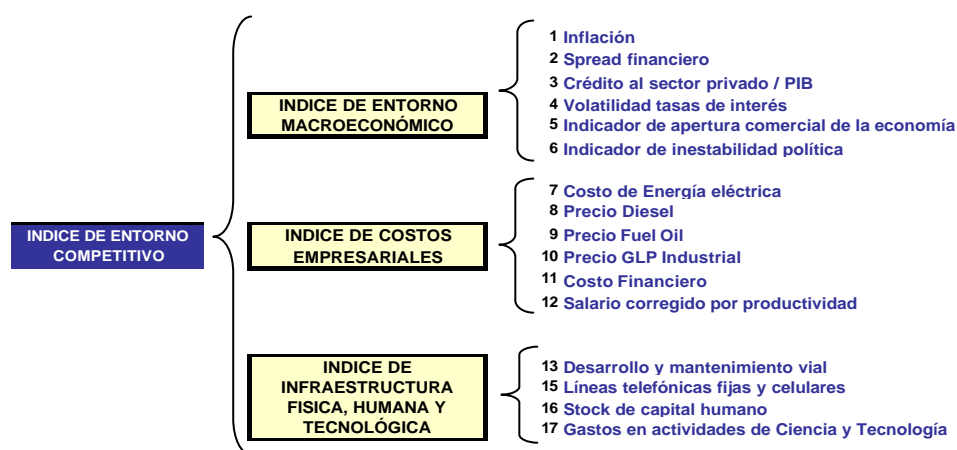 INDICE DE ENTORNO
COMPETITIVO
INDICE DE ENTORNO
MACROECONÓMICO
1 Inflación
2 Spread financiero
3 Crédito al sector privado / PIB
4 Volatilidad tasas de interés
5 Indicador de apertura comercial de la economía
6 Indicador de inestabilidad política
INDICE DE COSTOS
EMPRESARIALES
7 Costo de Energía eléctrica
8 Precio Diesel
9 Precio Fuel Oil
10 Precio GLP Industrial
11 Costo Financiero
12 Salario corregido por productividad
INDICE DE
INFRAESTRUCTURA
FISICA, HUMANA Y
TECNOLÓGICA
13 Desarrollo y mantenimiento vial
15 Líneas telefónicas fijas y celulares
16 Stock de capital humano
17 Gastos en actividades de Ciencia y Tecnología